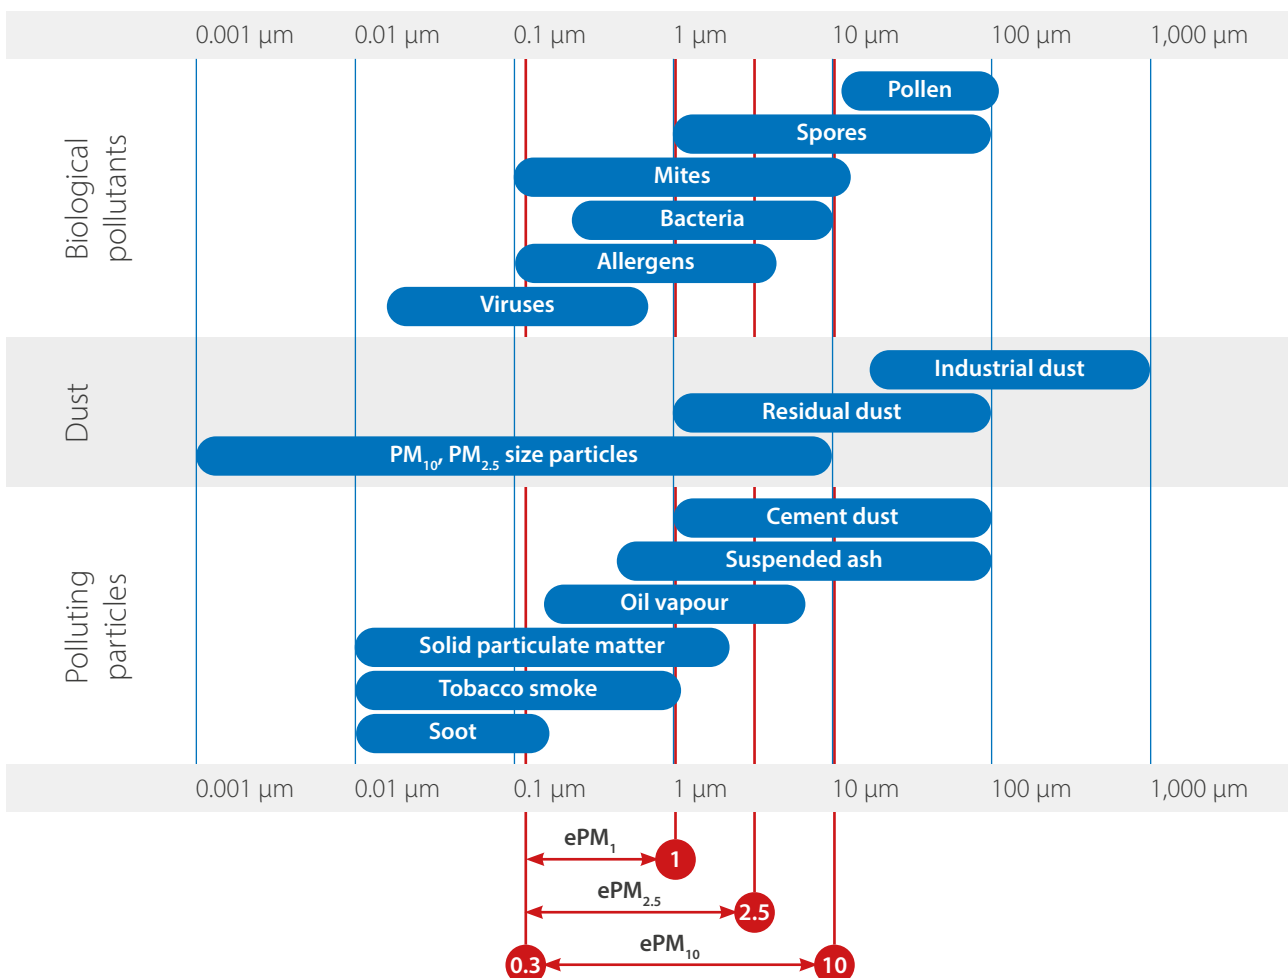 0.001 µm 0.01 µm 0.1 µm 1 µm 10 µm 100 µm 1,000 µm
Biological
pollutants
Pollen
Spores
Mites
Bacteria
Allergens
Viruses
Dust
Industrial dust
Residual dust
PM10, PM2.5 size particles
Polluting
particles
Cement dust
Suspended ash
Oil vapour
Solid particulate matter
Tobacco smoke
Soot
0.001 µm 0.01 µm 0.1 µm 1 µm 10 µm 100 µm 1,000 µm
ePM1
1
ePM2.5
2.5
ePM10
0.3 10